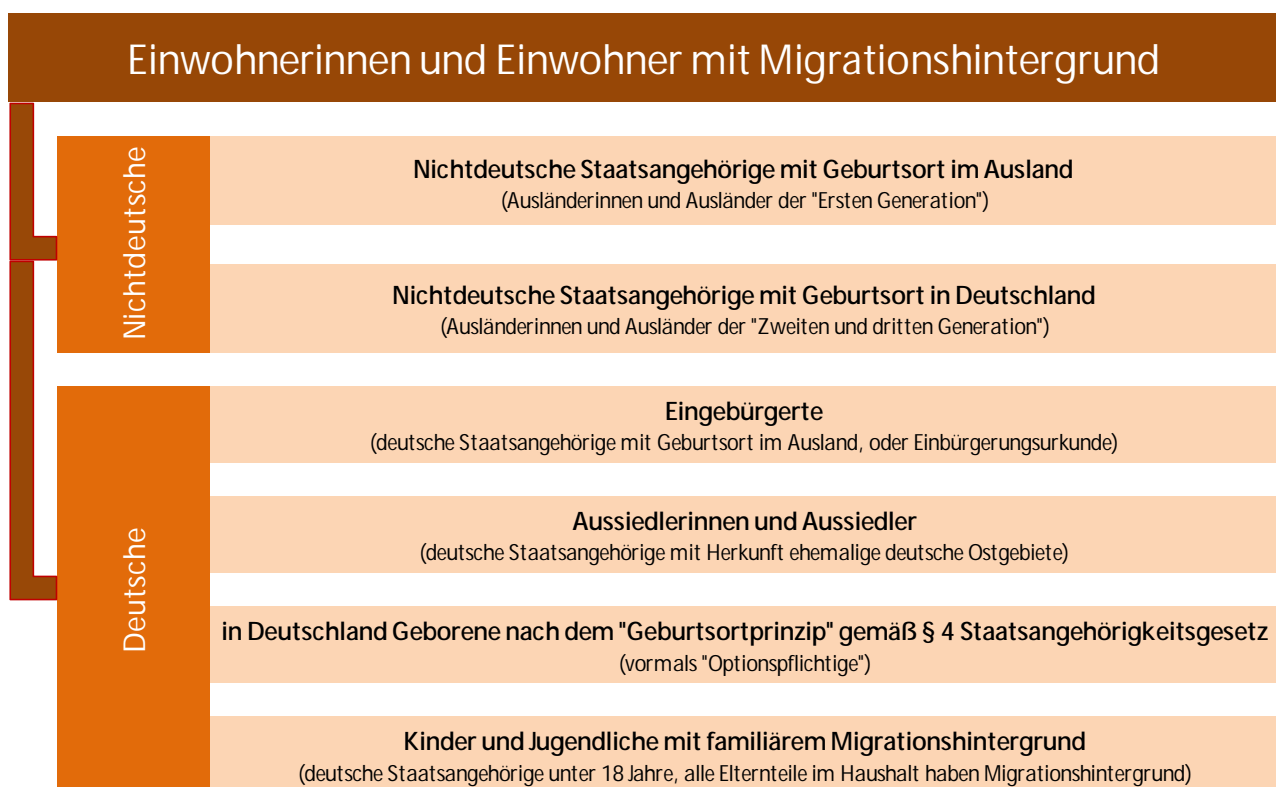 Einwohnerinnen und Einwohner mit Migrationshintergrund
Nichtdeutsche
Nichtdeutsche Staatsangehörige mit Geburtsort im Ausland
(Ausländerinnen und Ausländer der "Ersten Generation")
Nichtdeutsche Staatsangehörige mit Geburtsort in Deutschland
(Ausländerinnen und Ausländer der "Zweiten und dritten Generation")
Deutsche
Eingebürgerte
(deutsche Staatsangehörige mit Geburtsort im Ausland, oder Einbürgerungsurkunde)
Aussiedlerinnen und Aussiedler
(deutsche Staatsangehörige mit Herkunft ehemalige deutsche Ostgebiete)
in Deutschland Geborene nach dem "Geburtsortprinzip" gemäß § 4 Staatsangehörigkeitsgesetz
(vormals "Optionspflichtige")
Kinder und Jugendliche mit familiärem Migrationshintergrund
(deutsche Staatsangehörige unter 18 Jahre, alle Elternteile im Haushalt haben Migrationshintergrund)